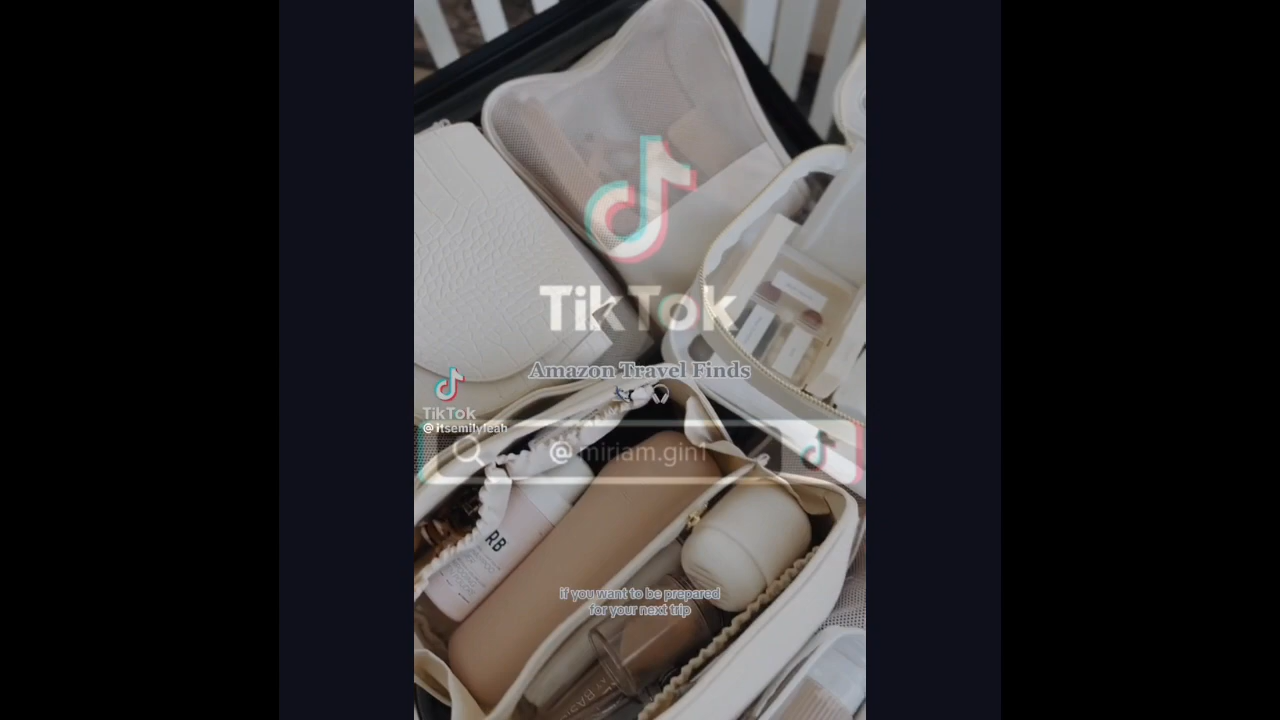 TikTok
Amazon Travel Finds
TikTok
@itsemilyleah
@miriam.gin1
RB
if you want to be prepared
for your next trip